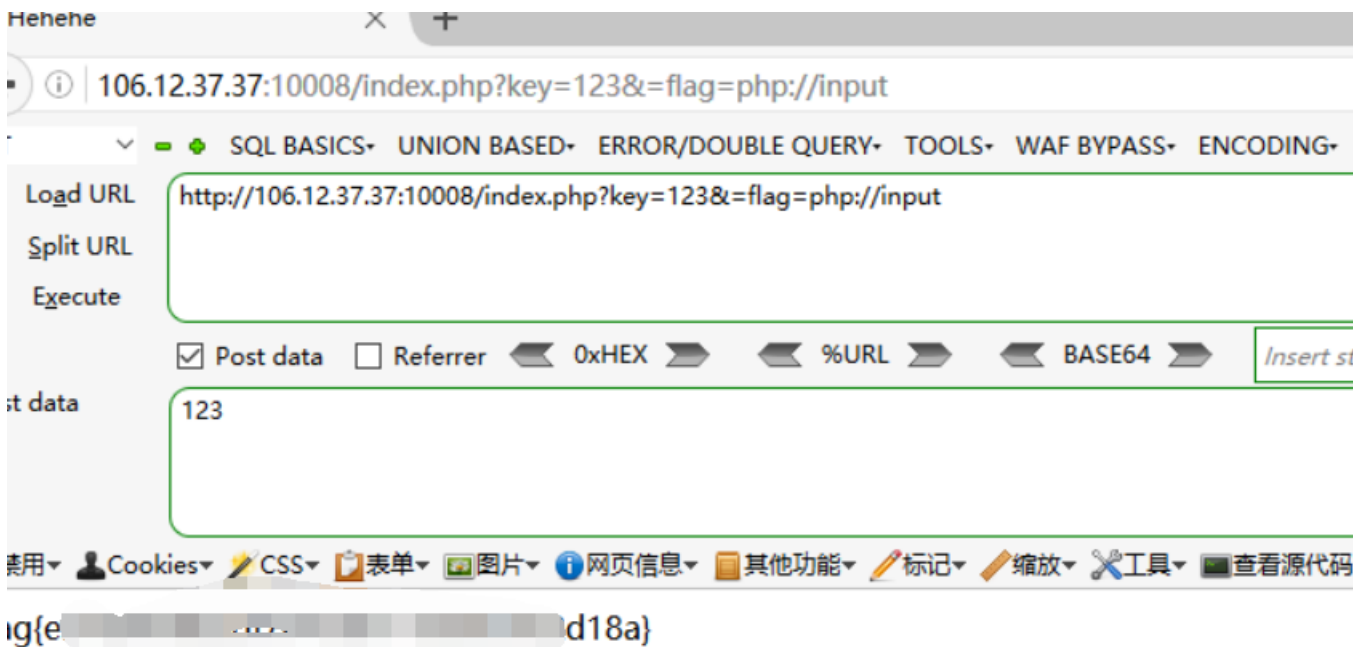 Hehehe
106.12.37.37:10008/index.php?key=123&=flag=php://input
SQL BASICS UNION BASED ERROR/DOUBLE QUERY TOOLS WAF BYPASS ENCODING
Load URL http://106.12.37.37:10008/index.php?key=123&=flag=php://input
Split URL
Execute
Post data Referrer 0xHEX %URL BASE64 Insert st
st data 123
禁用 Cookies CSS 表单 图片 网页信息 其他功能 标记 缩放 工具 查看源代码
ag{e d18a}